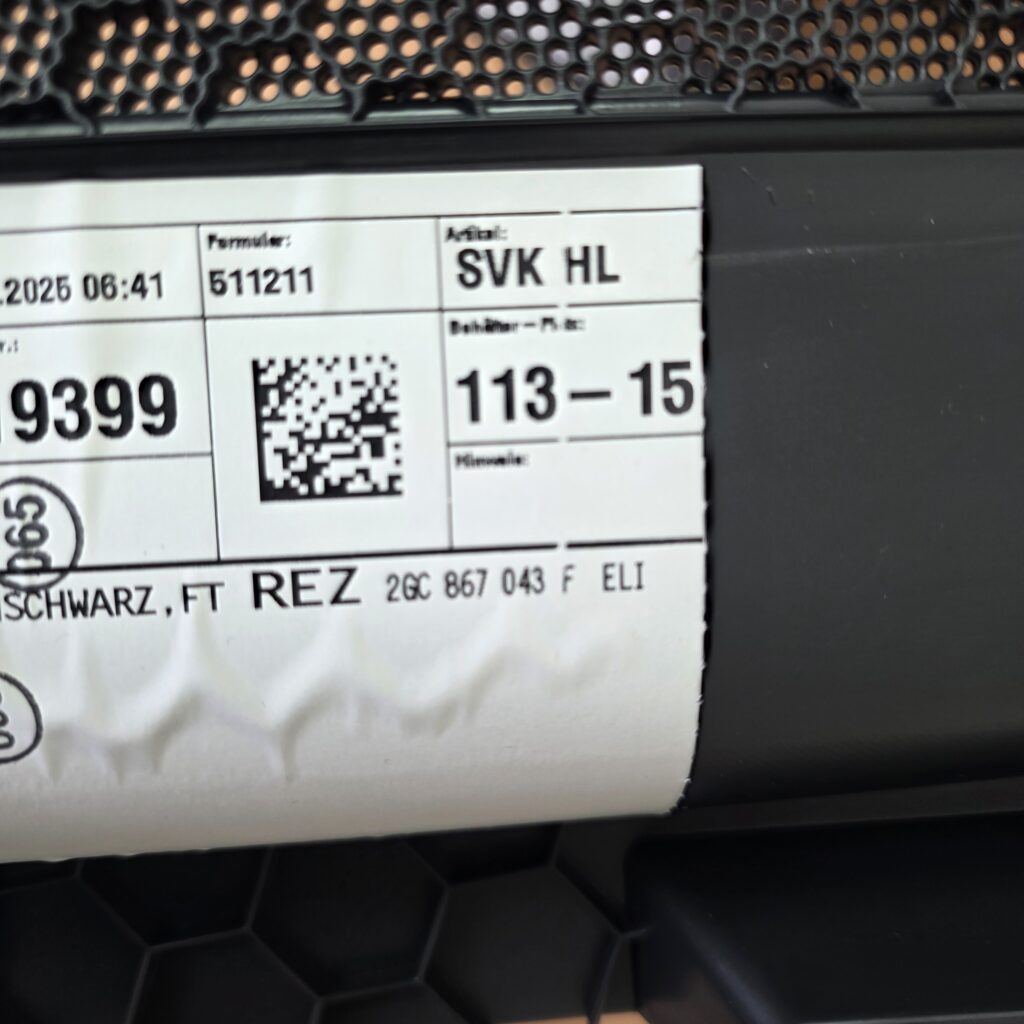 .2025 06:41
Formular:
511211
Artikel:
SVK HL
9399
Behälter-Platz:
113-15
Hinweis:
065
SCHWARZ,FT REZ 2GC 867 043 F ELI